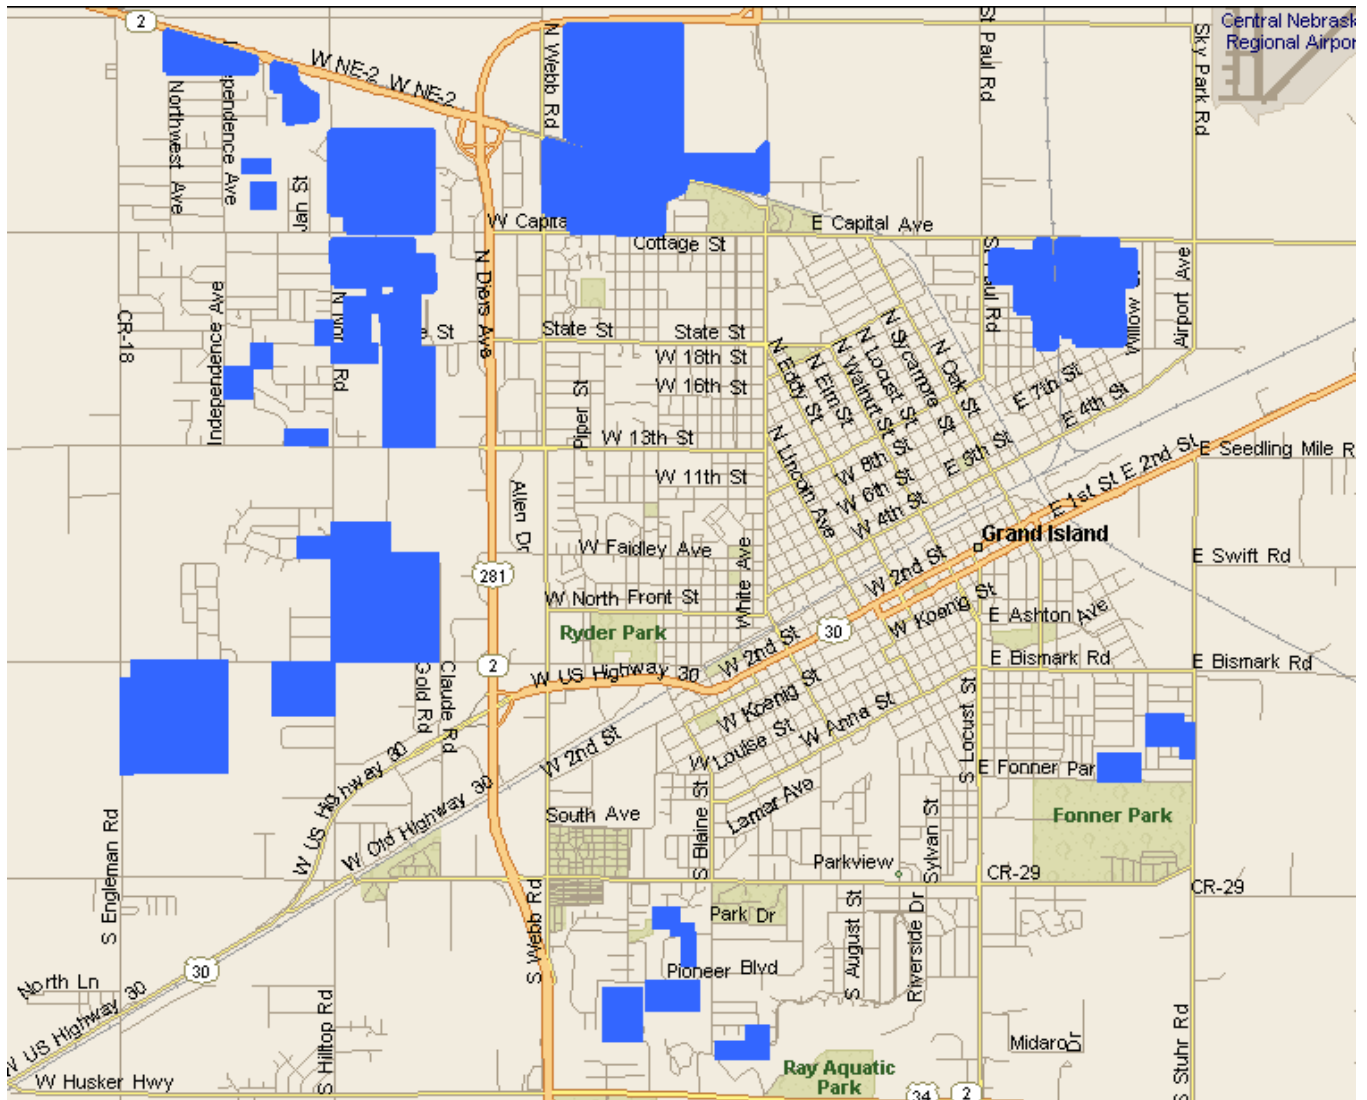 2
Central Nebrask
Regional Airpor
W NE-2
W NE-2
N Webb Rd
St Paul Rd
Sky Park Rd
Northwest Ave
ependence Ave
Jan St
W Capita
E Capital Ave
Cottage St
N Diers Ave
Independence Ave
CR-18
Rd
e St
State St
State St
W 18th St
W 16th St
Piper St
W 13th St
W 11th St
N Eddy St
N Elm St
N Walnut St
N Locust St
N Sycamore St
N Oak St
N Lincoln Ave
Airport Ave
E 7th St
E 4th St
W 8th St
E 5th St
W 6th St
W 4th St
E 1st St
E 2nd St
E Seedling Mile R
Allen Dr
Grand Island
W Faidley Ave
White Ave
281
W 2nd St
E Swift Rd
W North Front St
W Koenig St
E Ashton Ave
Ryder Park
30
W 2nd St
2
W US Highway 30
E Bismark Rd
E Bismark Rd
Gold Rd
Claude Rd
W Koenig St
W Louise St
W Anna St
S Locust St
W 2nd St
E Fonner Par
W US Highway 30
W Old Highway 30
South Ave
S Blaine St
Lamar Ave
Sylvan St
Fonner Park
S Engleman Rd
Parkview
CR-29
CR-29
S Webb Rd
Park Dr
S August St
Riverside Dr
30
Pioneer Blvd
North Ln
W US Highway 30
S Hilltop Rd
Midaro Dr
S Stuhr Rd
W Husker Hwy
Ray Aquatic
Park
34
2